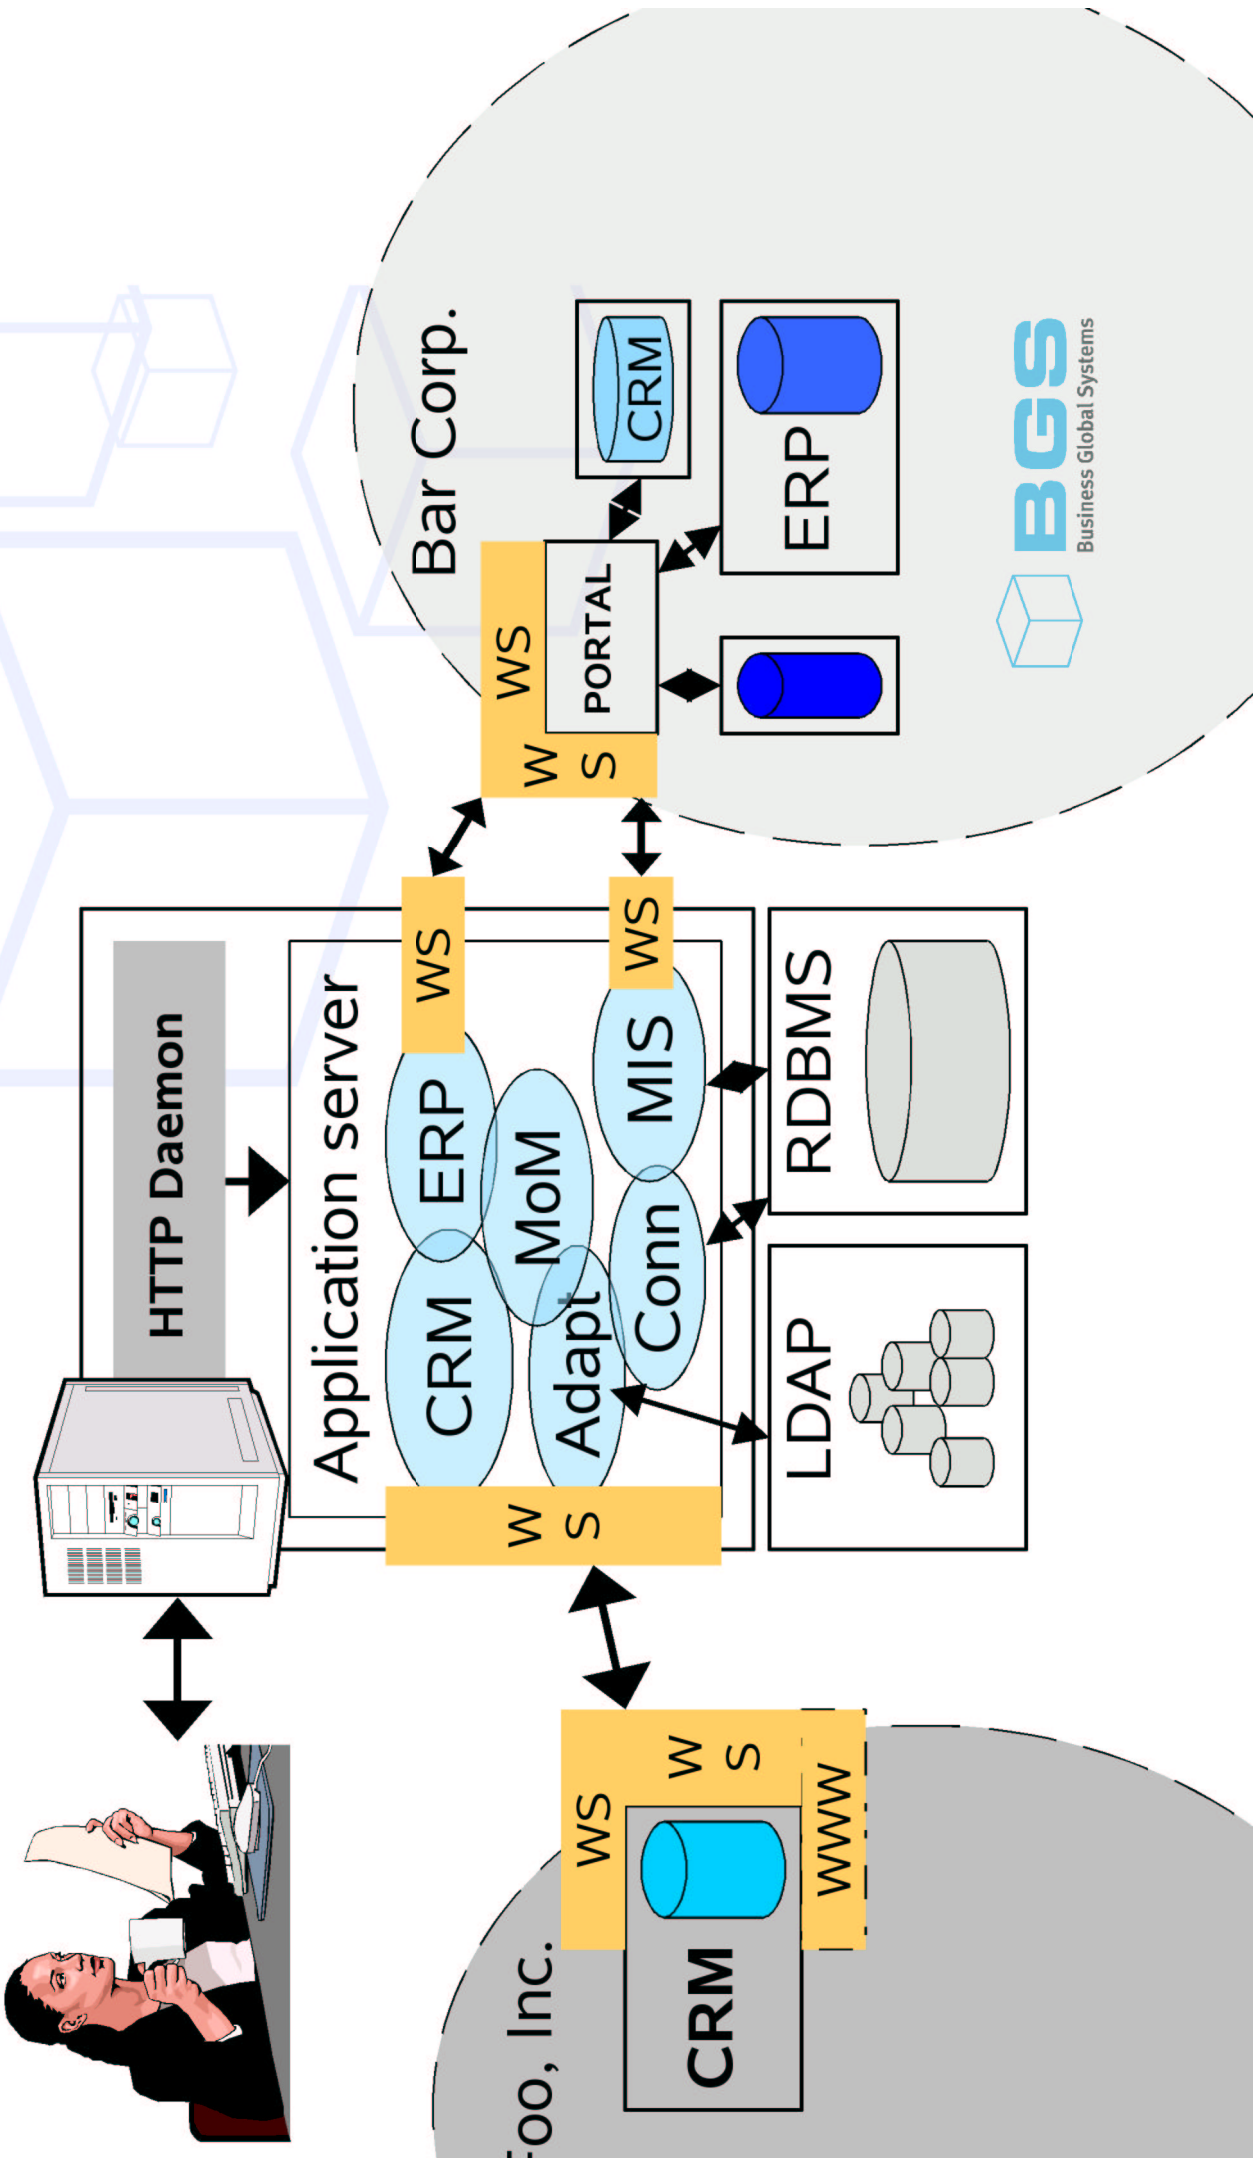 HTTP Daemon
Application server
CRM
ERP
WS
MoM
Adapt
Conn
MIS
WS
W
S
LDAP
RDBMS
Foo, Inc.
WS
W
S
CRM
WWW
Bar Corp.
WS
W
S
PORTAL
CRM
ERP
BGS
Business Global Systems